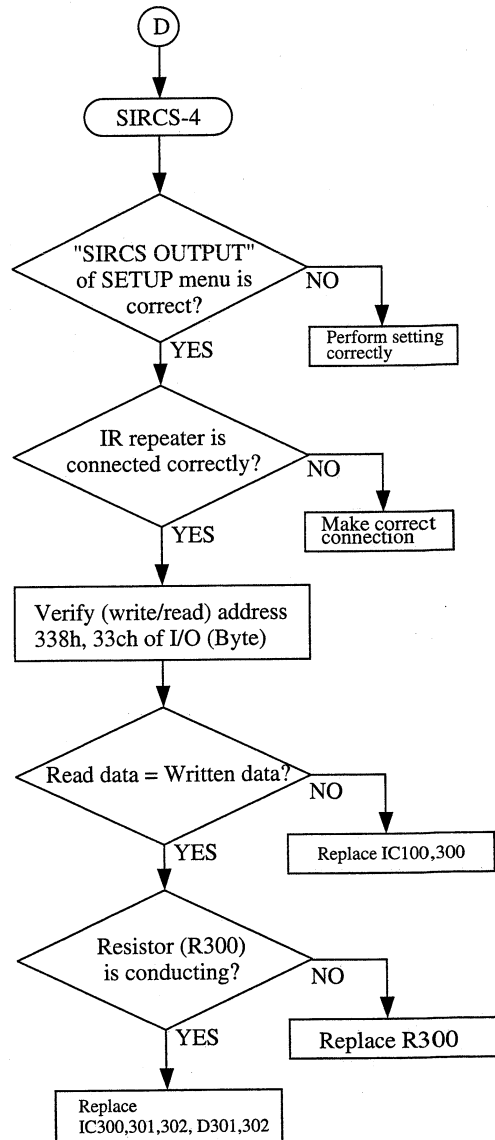 D
SIRCS-4
"SIRCS OUTPUT"
of SETUP menu is
correct?
NO
Perform setting
correctly
YES
IR repeater is
connected correctly?
NO
Make correct
connection
YES
Verify (write/read) address
338h, 33ch of I/O (Byte)
Read data = Written data?
NO
Replace IC100,300
YES
Resistor (R300)
is conducting?
NO
Replace R300
YES
Replace
IC300,301,302, D301,302